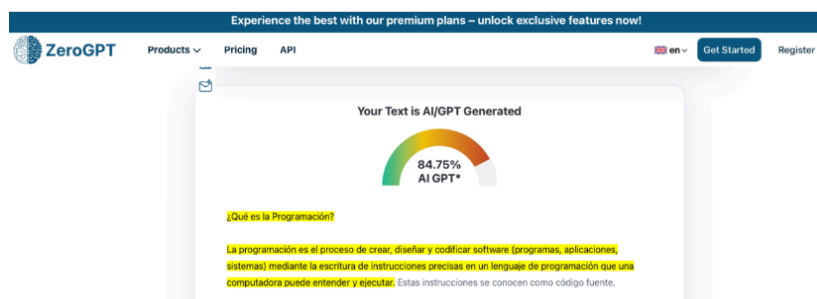 Experience the best with our premium plans – unlock exclusive features now!
ZeroGPT Products Pricing API en Get Started Register
Your Text is AI/GPT Generated
84.75%
AI GPT*
¿Qué es la Programación?
La programación es el proceso de crear, diseñar y codificar software (programas, aplicaciones,
sistemas) mediante la escritura de instrucciones precisas en un lenguaje de programación que una
computadora puede entender y ejecutar. Estas instrucciones se conocen como código fuente.